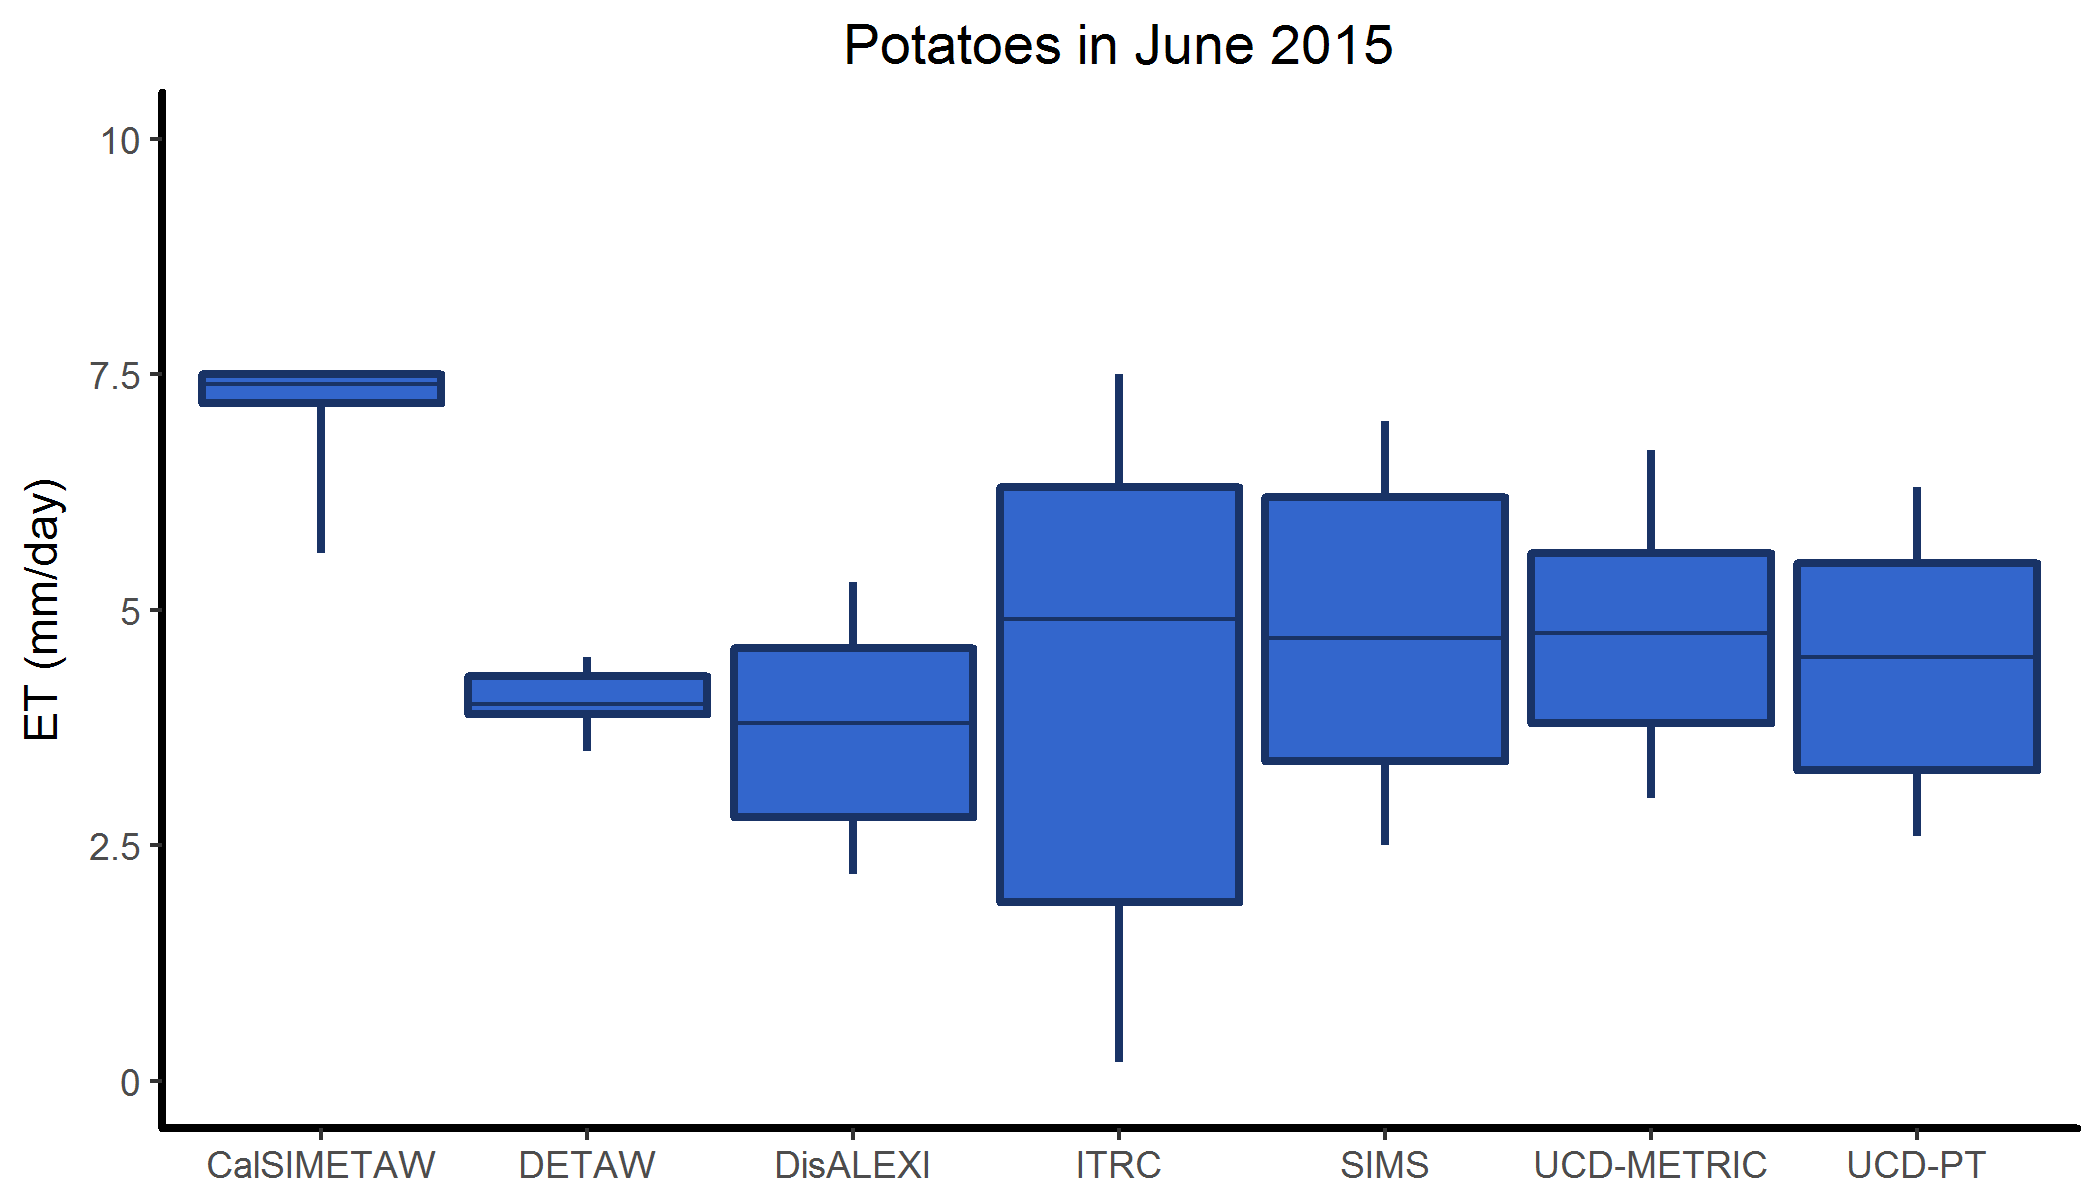 Potatoes in June 2015
ET (mm/day)
10
7.5
5
2.5
0
CalSIMETAW
DETAW
DisALEXI
ITRC
SIMS
UCD-METRIC
UCD-PT